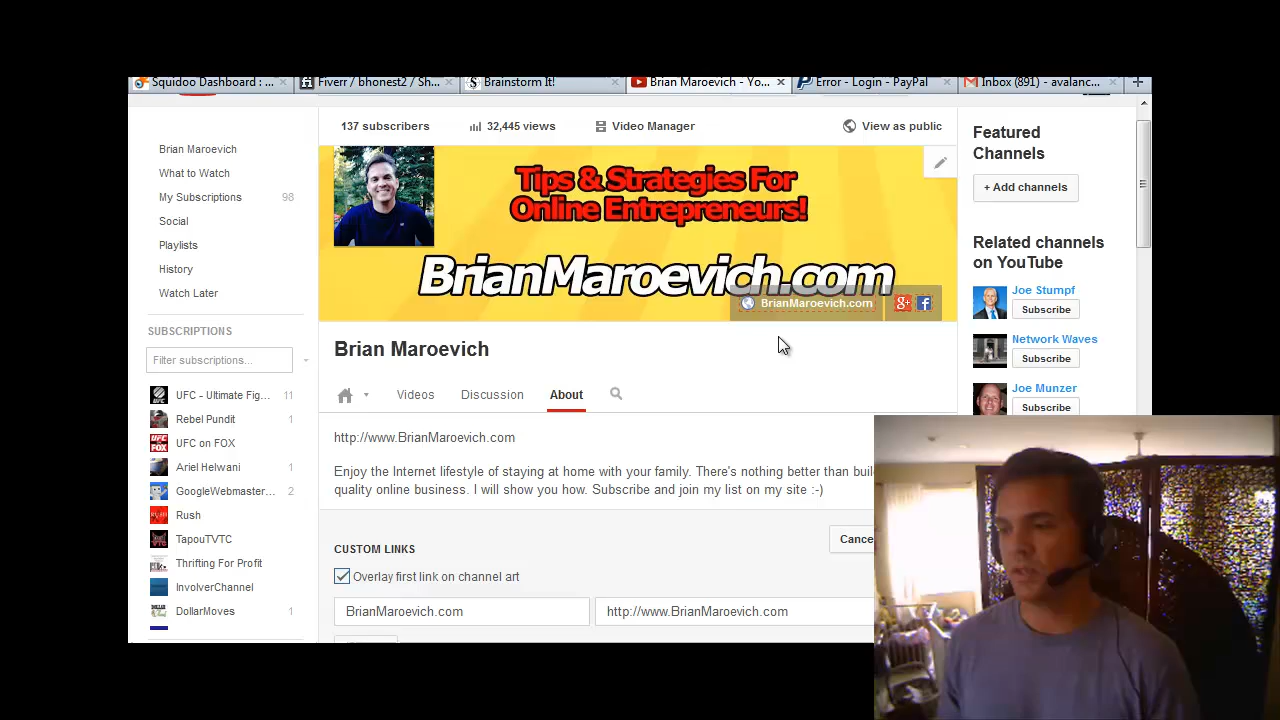 Squidoo Dashboard : ...
Fiverr / bhonest2 / Sh...
Brainstorm It!
Brian Maroevich - Yo...
Error - Login - PayPal
Inbox (891) - avalanc...
137 subscribers
32,445 views
Video Manager
View as public
Tips & Strategies For
Online Entrepreneurs!
BrianMaroevich.com
BrianMaroevich.com
Brian Maroevich
Videos
Discussion
About
http://www.BrianMaroevich.com
Enjoy the Internet lifestyle of staying at home with your family. There's nothing better than buil
quality online business. I will show you how. Subscribe and join my list on my site :-)
CUSTOM LINKS
Cance
Overlay first link on channel art
BrianMaroevich.com
http://www.BrianMaroevich.com
Brian Maroevich
What to Watch
My Subscriptions 98
Social
Playlists
History
Watch Later
SUBSCRIPTIONS
Filter subscriptions...
UFC - Ultimate Fig... 11
Rebel Pundit 1
UFC on FOX
Ariel Helwani 1
GoogleWebmaster... 2
Rush
TapouTVTC
Thrifting For Profit
InvolverChannel
DollarMoves 1
Featured
Channels
+ Add channels
Related channels
on YouTube
Joe Stumpf
Subscribe
Network Waves
Subscribe
Joe Munzer
Subscribe